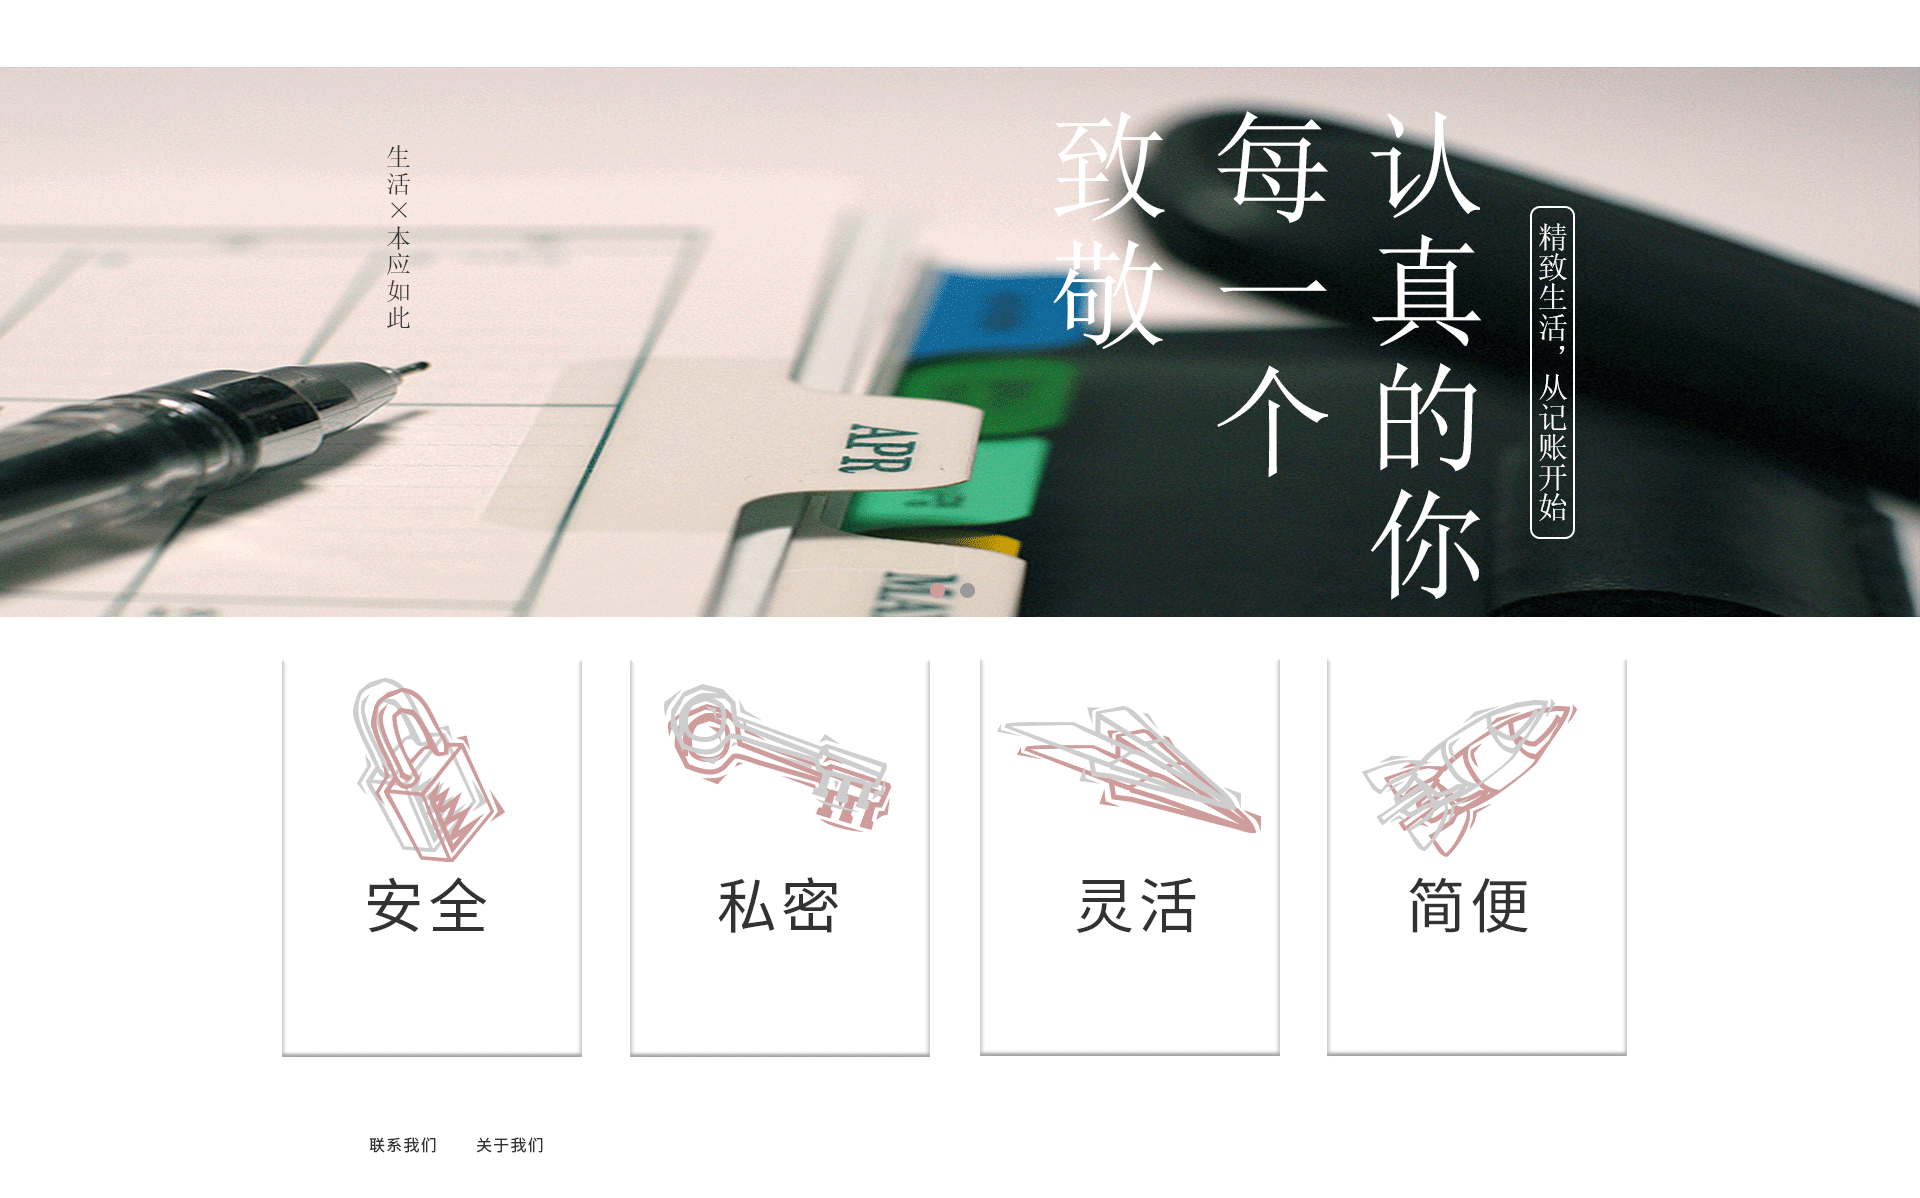 生活×本应如此
致敬
每一个
认真的你
精致生活，从记账开始
APR
安全
私密
灵活
简便
联系我们
关于我们